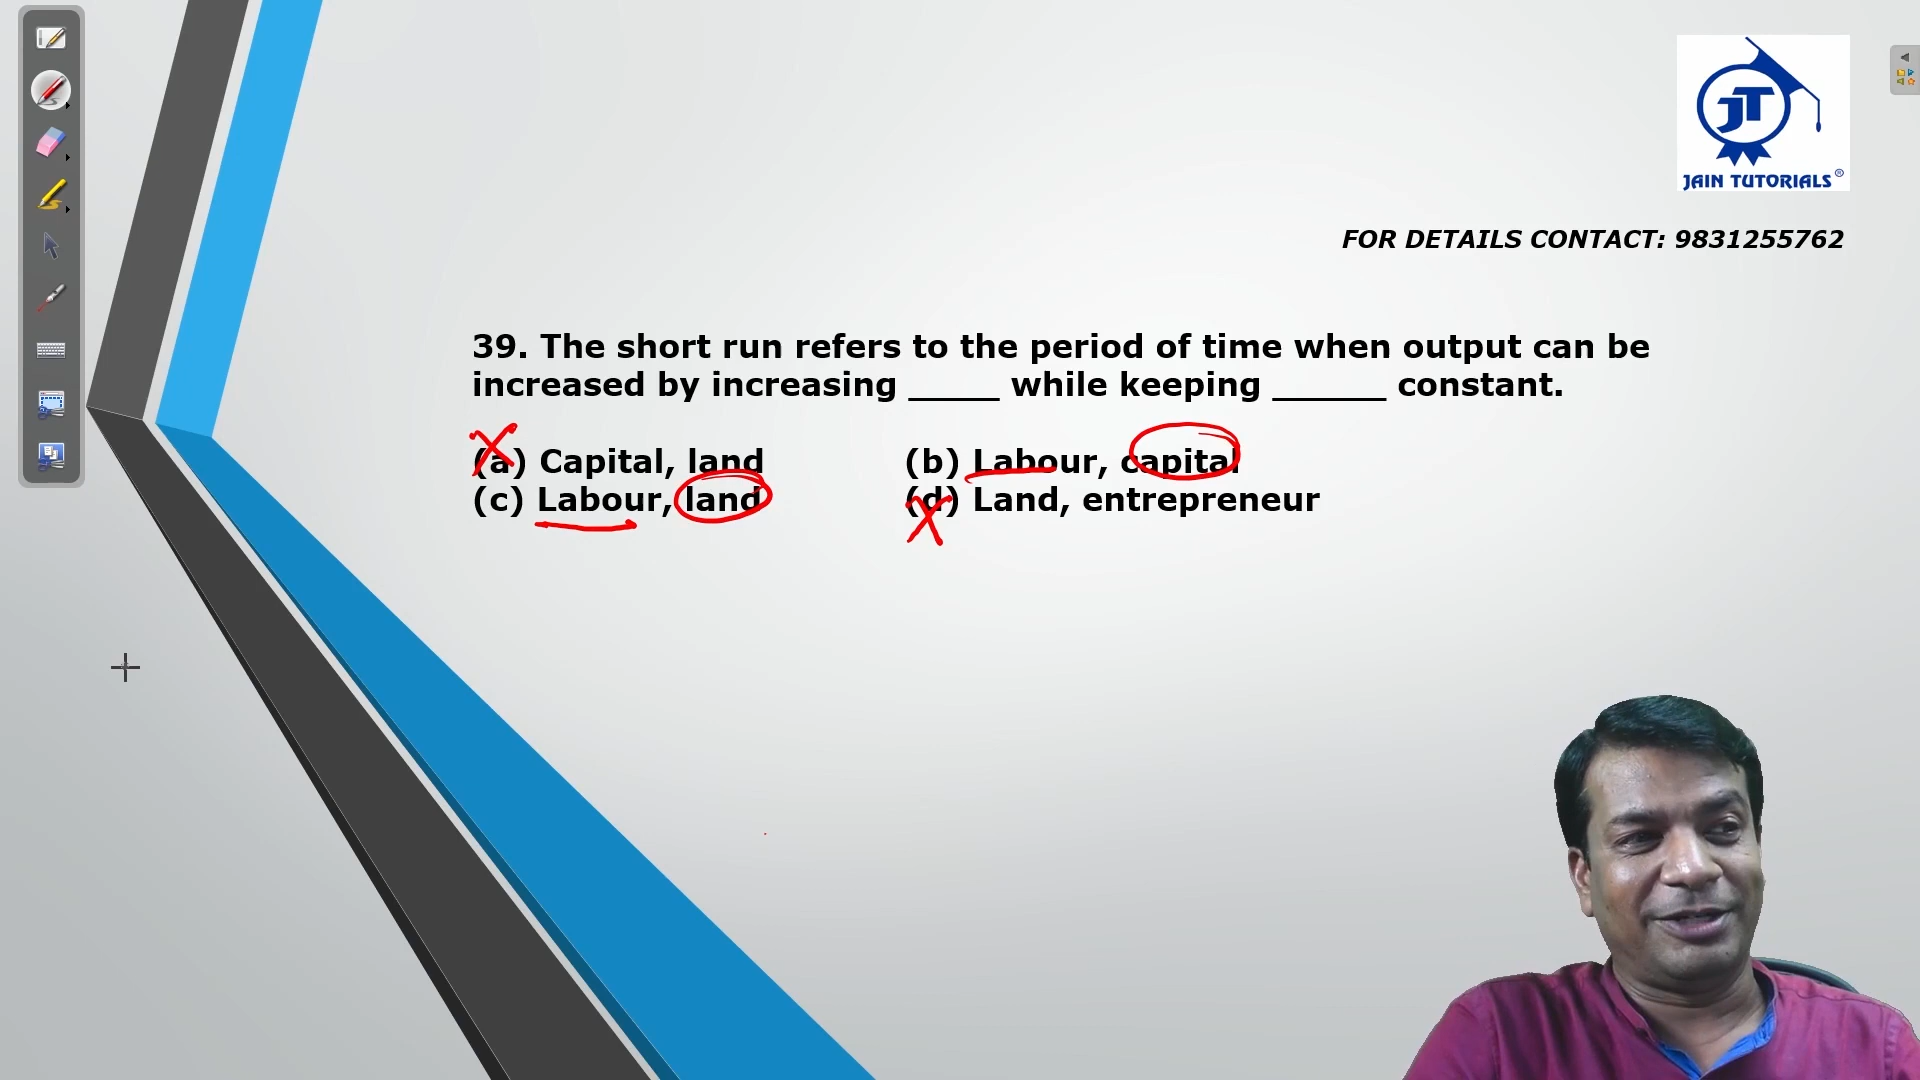 JT
JAIN TUTORIALS®
FOR DETAILS CONTACT: 9831255762
39. The short run refers to the period of time when output can be
increased by increasing _____ while keeping ______ constant.
(a) Capital, land (b) Labour, capital
(c) Labour, land (d) Land, entrepreneur